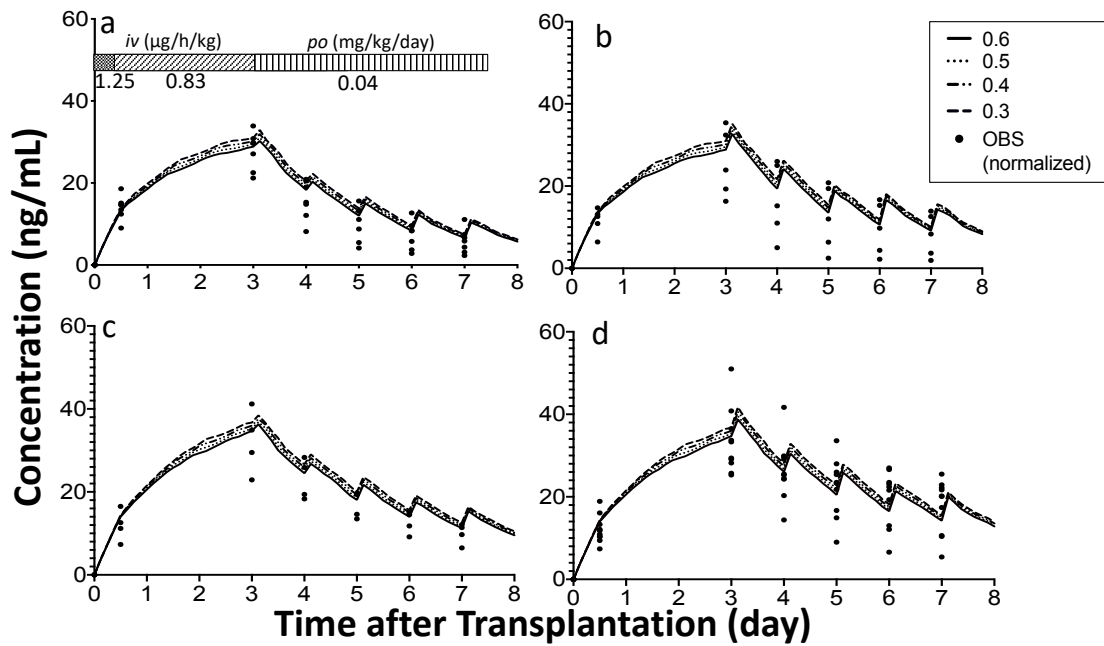 60
a
iv (µg/h/kg)
po (mg/kg/day)
1.25
0.83
0.04
40
20
0
0 1 2 3 4 5 6 7 8
60
b
40
20
0
0 1 2 3 4 5 6 7 8
0.6
0.5
0.4
0.3
OBS
(normalized)
60
c
40
20
0
0 1 2 3 4 5 6 7 8
60
d
40
20
0
0 1 2 3 4 5 6 7 8
Concentration (ng/mL)
Time after Transplantation (day)